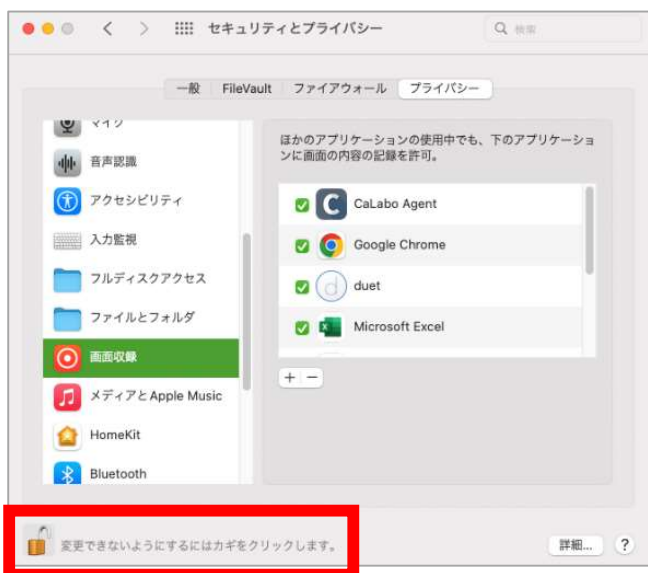 セキュリティとプライバシー
検索
一般 FileVault ファイアウォール プライバシー
マイク
音声認識
アクセシビリティ
入力監視
フルディスクアクセス
ファイルとフォルダ
画面収録
メディアとApple Music
HomeKit
Bluetooth
ほかのアプリケーションの使用中でも、下のアプリケーショ
ンに画面の内容の記録を許可。
CaLabo Agent
Google Chrome
duet
Microsoft Excel
変更できないようにするにはカギをクリックします。
詳細... ?